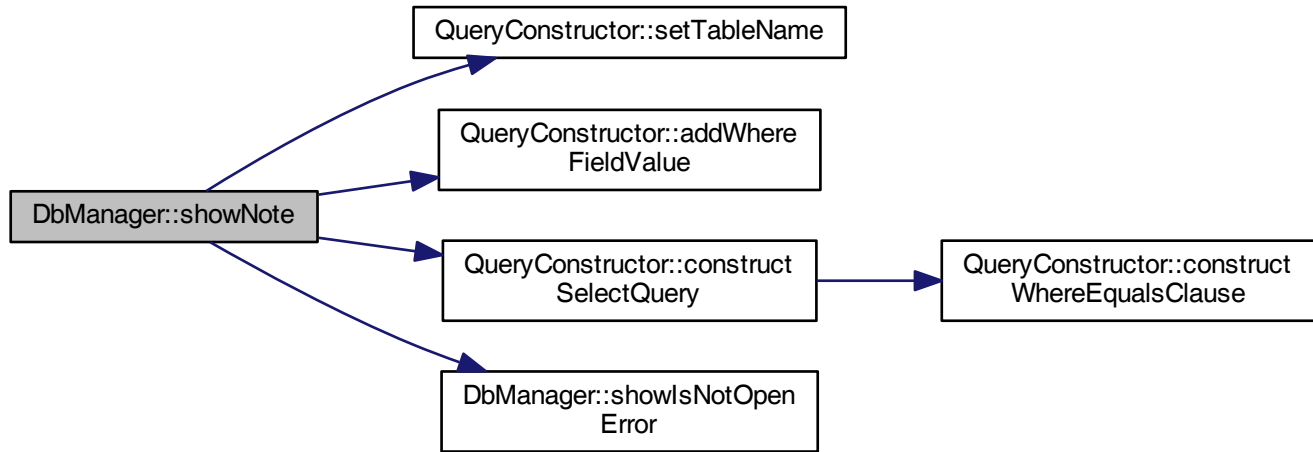 QueryConstructor::setTableName
QueryConstructor::addWhere
FieldValue
DbManager::showNote
QueryConstructor::construct
SelectQuery
QueryConstructor::construct
WhereEqualsClause
DbManager::showIsNotOpen
Error